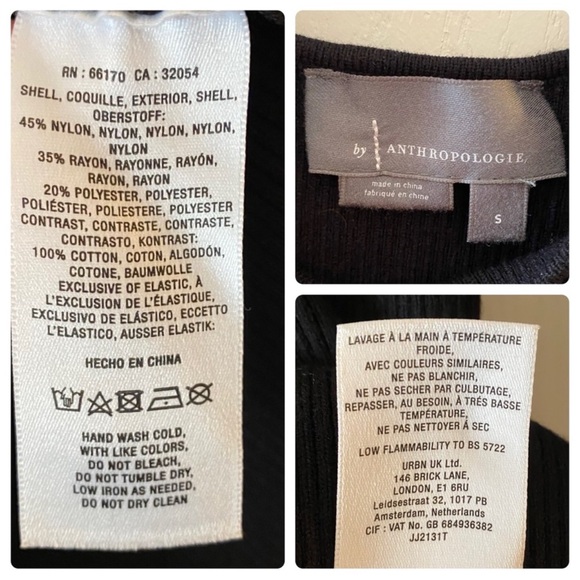 RN : 66170 CA : 32054
SHELL, COQUILLE, EXTERIOR, SHELL,
OBERSTOFF:
45% NYLON, NYLON, NYLON, NYLON,
NYLON
35% RAYON, RAYONNE, RAYÓN,
RAYON, RAYON
20% POLYESTER, POLYESTER,
POLIÉSTER, POLIESTERE, POLYESTER
CONTRAST, CONTRASTE, CONTRASTE,
CONTRASTO, KONTRAST:
100% COTTON, COTON, ALGODÓN,
COTONE, BAUMWOLLE
EXCLUSIVE OF ELASTIC, À
L'EXCLUSION DE L'ÉLASTIQUE,
EXCLUSIVO DE ELÁSTICO, ECCETTO
L'ELASTICO, AUSSER ELASTIK:
HECHO EN CHINA
HAND WASH COLD,
WITH LIKE COLORS,
DO NOT BLEACH,
DO NOT TUMBLE DRY,
LOW IRON AS NEEDED,
DO NOT DRY CLEAN
by ANTHROPOLOGIE
made in china
fabriqué en chine
S
LAVAGE À LA MAIN À TEMPÉRATURE
FROIDE,
AVEC COULEURS SIMILAIRES,
NE PAS BLANCHIR,
NE PAS SECHER PAR CULBUTAGE,
REPASSER, AU BESOIN, À TRÉS BASSE
TEMPÉRATURE,
NE PAS NETTOYER Á SEC
LOW FLAMMABILITY TO BS 5722
URBN UK Ltd.
146 BRICK LANE,
LONDON, E1 6RU
Leidsestraat 32, 1017 PB
Amsterdam, Netherlands
CIF : VAT No. GB 684936382
JJ2131T